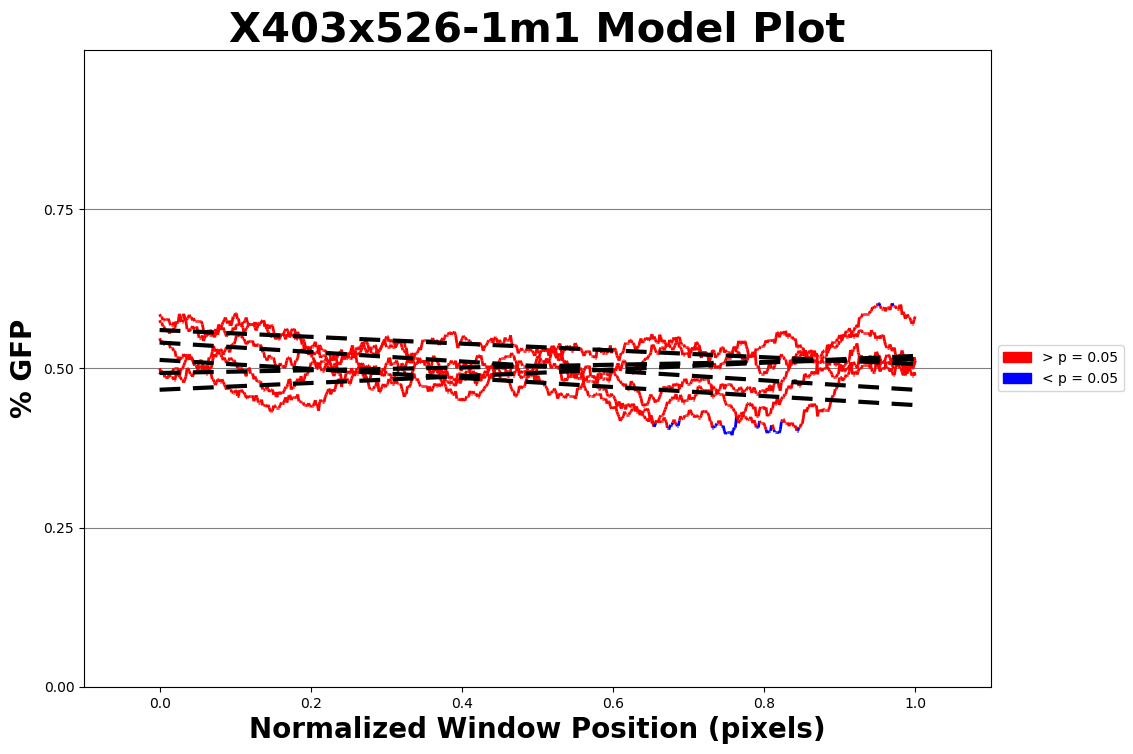 X403x526-1m1 Model Plot
% GFP
0.75
0.50
0.25
0.00
0.0 0.2 0.4 0.6 0.8 1.0
Normalized Window Position (pixels)
> p = 0.05
< p = 0.05